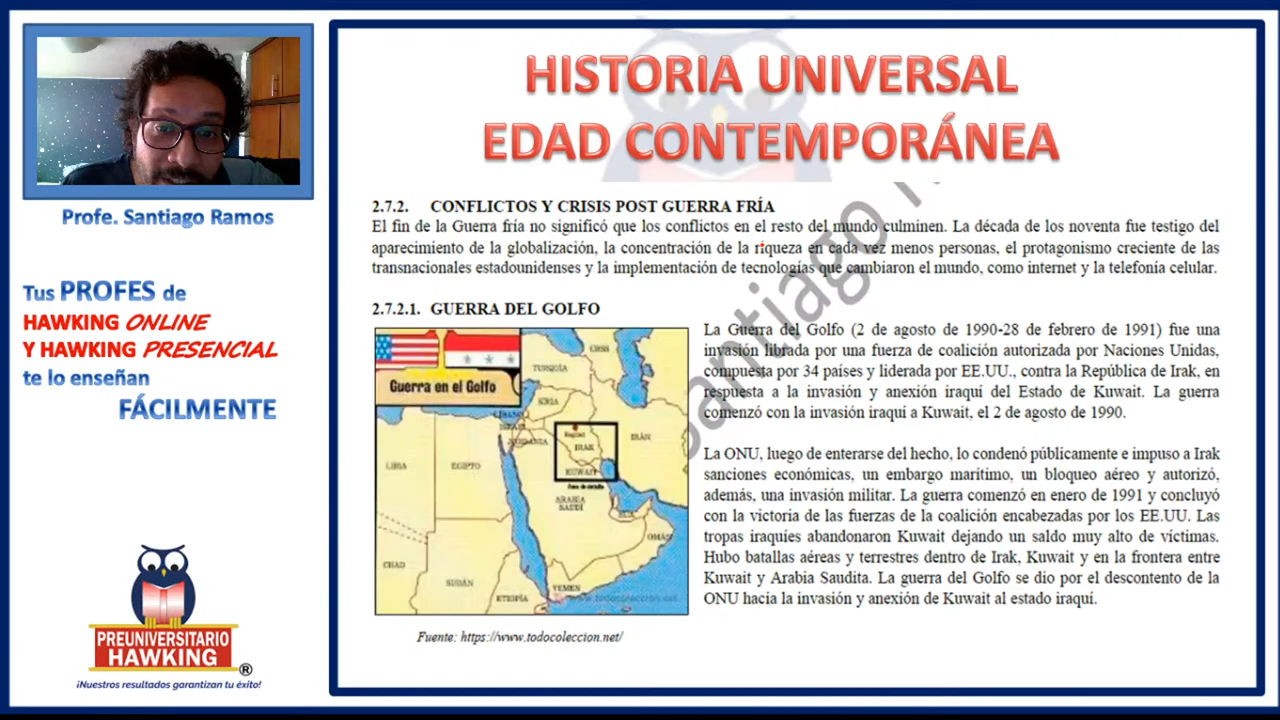 HISTORIA UNIVERSAL
EDAD CONTEMPORÁNEA
Profe. Santiago Ramos
Tus PROFES de
HAWKING ONLINE
Y HAWKING PRESENCIAL
te lo enseñan
FÁCILMENTE
PREUNIVERSITARIO
HAWKING
®
¡Nuestros resultados garantizan tu éxito!
2.7.2. CONFLICTOS Y CRISIS POST GUERRA FRÍA
El fin de la Guerra fría no significó que los conflictos en el resto del mundo culminen. La década de los noventa fue testigo del
aparecimiento de la globalización, la concentración de la riqueza en cada vez menos personas, el protagonismo creciente de las
transnacionales estadounidenses y la implementación de tecnologías que cambiaron el mundo, como internet y la telefonía celular.
2.7.2.1. GUERRA DEL GOLFO
Guerra en el Golfo
TURQUÍA
SIRIA
LÍBANO
ISRAEL
JORDANIA
IRAK
IRÁN
KUWAIT
LIBIA
EGIPTO
ARABIA
SAUDÍ
OMÁN
CHAD
SUDÁN
YEMEN
ETIOPÍA
www.todocoleccion.net
Fuente: https://www.todocoleccion.net/
La Guerra del Golfo (2 de agosto de 1990-28 de febrero de 1991) fue una
invasión librada por una fuerza de coalición autorizada por Naciones Unidas,
compuesta por 34 países y liderada por EE.UU., contra la República de Irak, en
respuesta a la invasión y anexión iraquí del Estado de Kuwait. La guerra
comenzó con la invasión iraquí a Kuwait, el 2 de agosto de 1990.
La ONU, luego de enterarse del hecho, lo condenó públicamente e impuso a Irak
sanciones económicas, un embargo marítimo, un bloqueo aéreo y autorizó,
además, una invasión militar. La guerra comenzó en enero de 1991 y concluyó
con la victoria de las fuerzas de la coalición encabezadas por los EE.UU. Las
tropas iraquíes abandonaron Kuwait dejando un saldo muy alto de víctimas.
Hubo batallas aéreas y terrestres dentro de Irak, Kuwait y en la frontera entre
Kuwait y Arabia Saudita. La guerra del Golfo se dio por el descontento de la
ONU hacia la invasión y anexión de Kuwait al estado iraquí.
Santiago